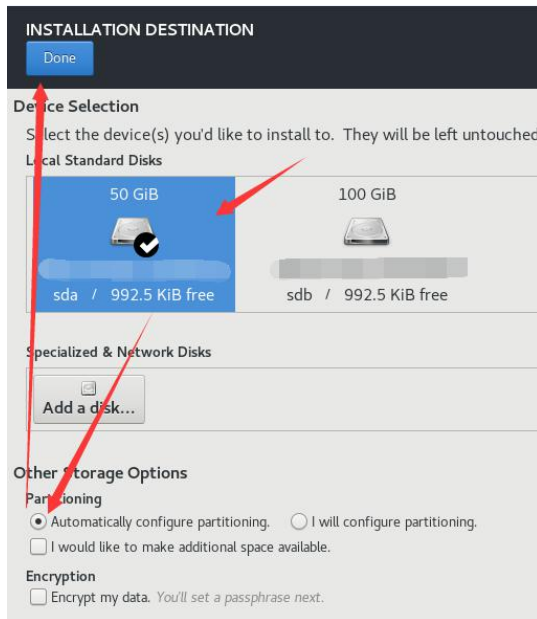 INSTALLATION DESTINATION
Done
Device Selection
Select the device(s) you'd like to install to. They will be left untouched
Local Standard Disks
50 GiB
100 GiB
sda / 992.5 KiB free
sdb / 992.5 KiB free
Specialized & Network Disks
Add a disk...
Other Storage Options
Partitioning
Automatically configure partitioning. I will configure partitioning.
I would like to make additional space available.
Encryption
Encrypt my data. You'll set a passphrase next.